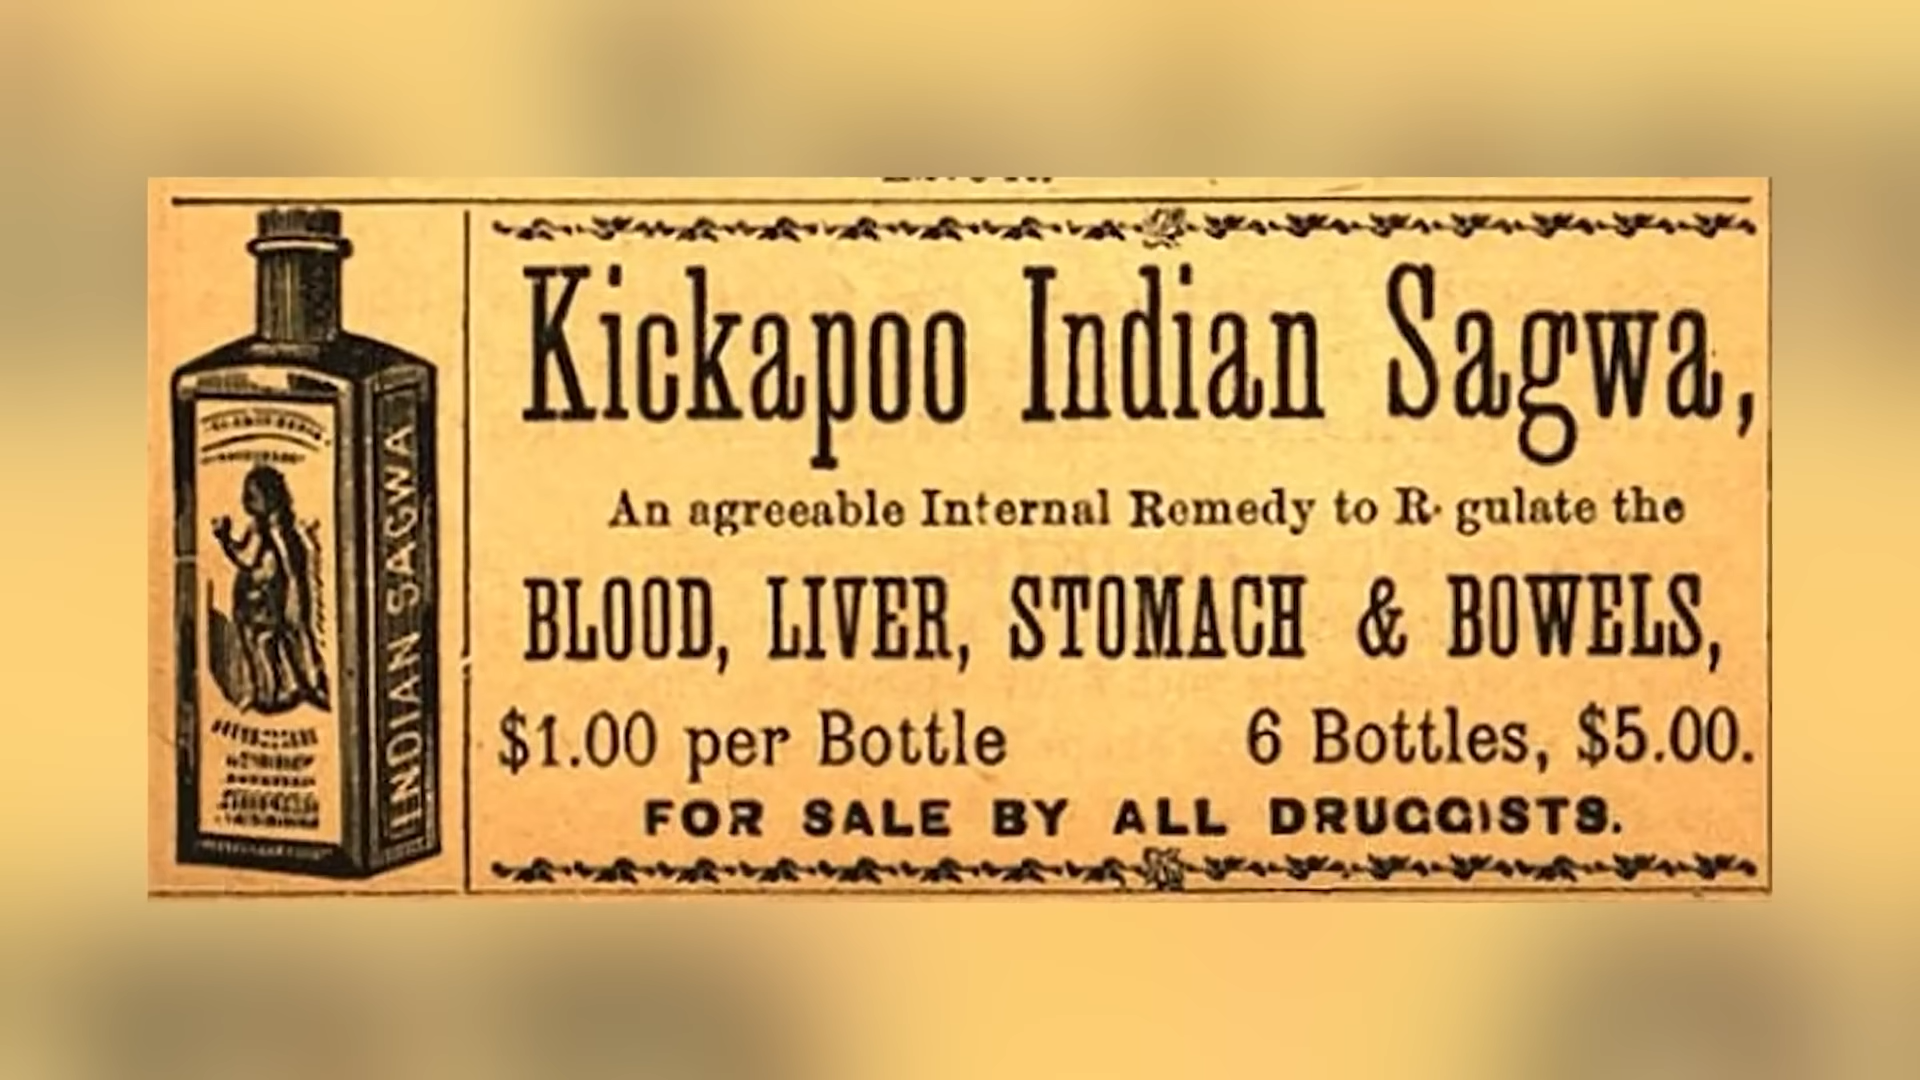 Kickapoo Indian Sagwa,
An agreeable Internal Remedy to R gulate the
BLOOD, LIVER, STOMACH & BOWELS,
$1.00 per Bottle 6 Bottles, $5.00.
FOR SALE BY ALL DRUGGISTS.
INDIAN SAGWA